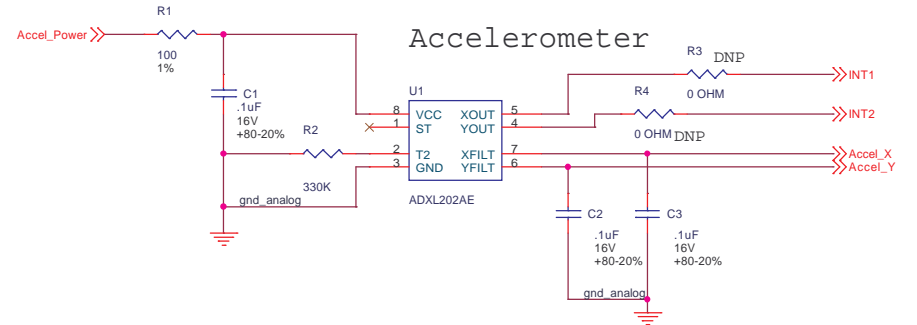 R1
Accel_Power
100
1%
Accelerometer
R3
DNP
INT1
0 OHM
C1
.1uF
16V
+80-20%
U1
R4
INT2
0 OHM
DNP
8
VCC
XOUT
5
1
ST
YOUT
4
R2
330K
2
T2
XFILT
7
3
GND
YFILT
6
Accel_X
Accel_Y
gnd_analog
ADXL202AE
C2
.1uF
16V
+80-20%
C3
.1uF
16V
+80-20%
gnd_analog